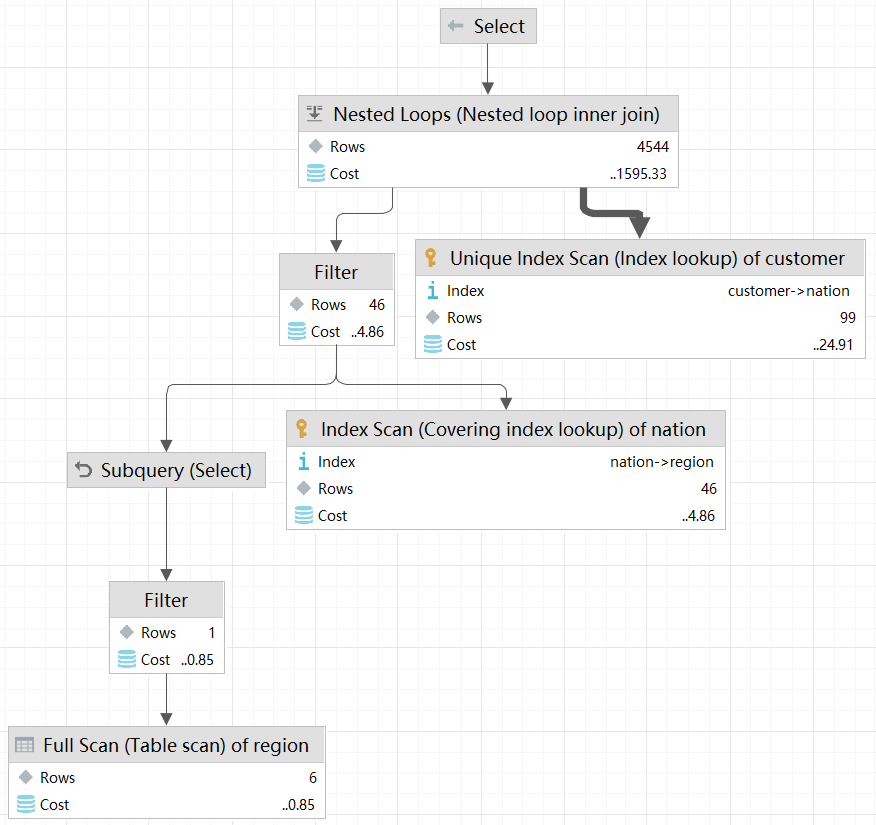 Select
Nested Loops (Nested loop inner join)
Rows 4544
Cost ..1595.33
Filter
Rows 46
Cost ..4.86
Unique Index Scan (Index lookup) of customer
Index customer->nation
Rows 99
Cost ..24.91
Index Scan (Covering index lookup) of nation
Index nation->region
Rows 46
Cost ..4.86
Subquery (Select)
Filter
Rows 1
Cost ..0.85
Full Scan (Table scan) of region
Rows 6
Cost ..0.85